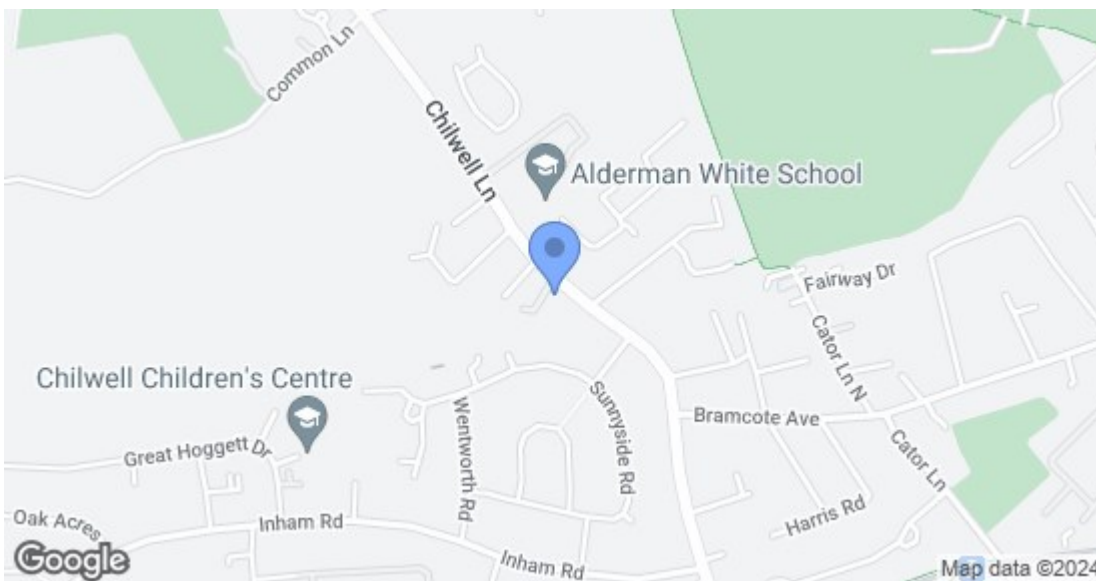 Common Ln
Chilwell Ln
Alderman White School
Fairway Dr
Cator Ln N
Chilwell Children's Centre
Sunnyside Rd
Wentworth Rd
Bramcote Ave
Great Hoggett Dr
Cator Ln
Harris Rd
Oak Acres
Inham Rd
Inham Rd
Google
Map data ©2024